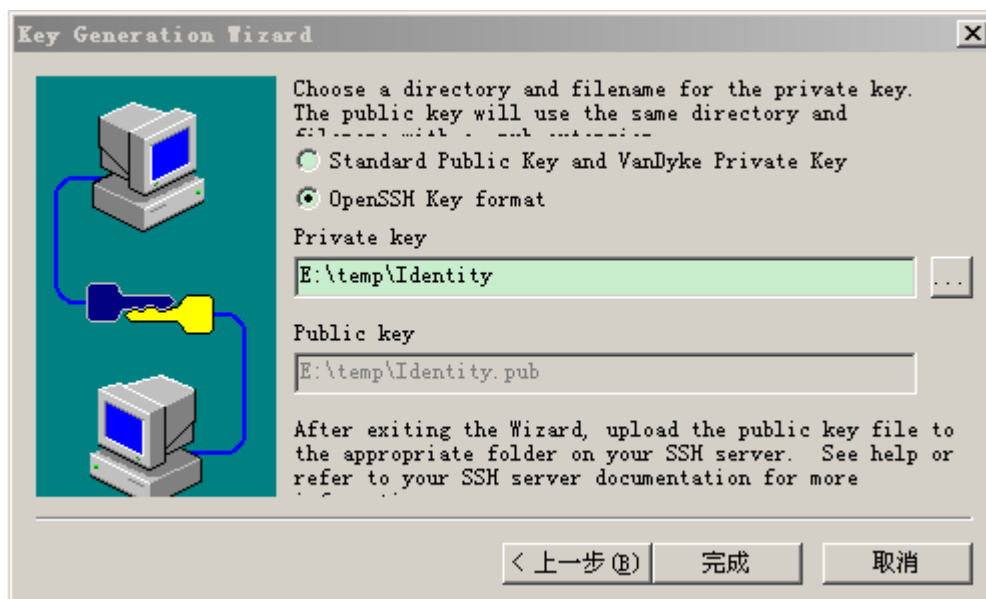 Key Generation Wizard
Choose a directory and filename for the private key.
The public key will use the same directory and
Standard Public Key and VanDyke Private Key
OpenSSH Key format
Private key
E:\temp\Identity
...
Public key
E:\temp\Identity.pub
After exiting the Wizard, upload the public key file to
the appropriate folder on your SSH server.  See help or
refer to your SSH server documentation for more
< 上一步(B)
完成
取消